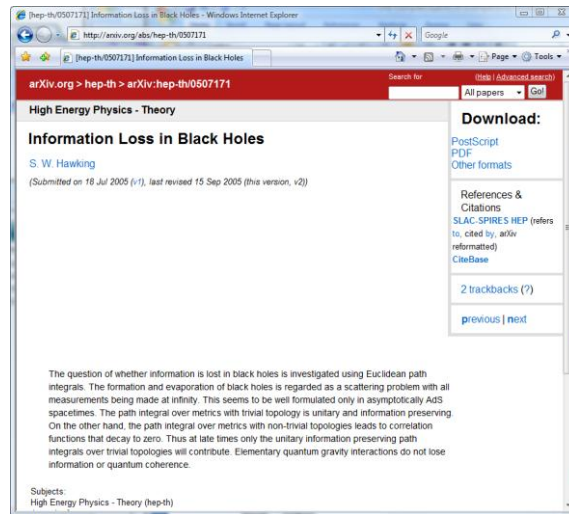 [hep-th/0507171] Information Loss in Black Holes - Windows Internet Explorer
http://arxiv.org/abs/hep-th/0507171
Google
[hep-th/0507171] Information Loss in Black Holes
Page
Tools
arXiv.org > hep-th > arXiv:hep-th/0507171
Search for
(Help | Advanced search)
All papers
Go!
High Energy Physics - Theory
Information Loss in Black Holes
S. W. Hawking
(Submitted on 18 Jul 2005 (v1), last revised 15 Sep 2005 (this version, v2))
Download:
PostScript
PDF
Other formats
References &
Citations
SLAC-SPIRES HEP (refers
to, cited by, arXiv
reformatted)
CiteBase
2 trackbacks (?)
previous | next
The question of whether information is lost in black holes is investigated using Euclidean path
integrals. The formation and evaporation of black holes is regarded as a scattering problem with all
measurements being made at infinity. This seems to be well formulated only in asymptotically AdS
spacetimes. The path integral over metrics with trivial topology is unitary and information preserving.
On the other hand, the path integral over metrics with non-trivial topologies leads to correlation
functions that decay to zero. Thus at late times only the unitary information preserving path
integrals over trivial topologies will contribute. Elementary quantum gravity interactions do not lose
information or quantum coherence.
Subjects:
High Energy Physics - Theory (hep-th)